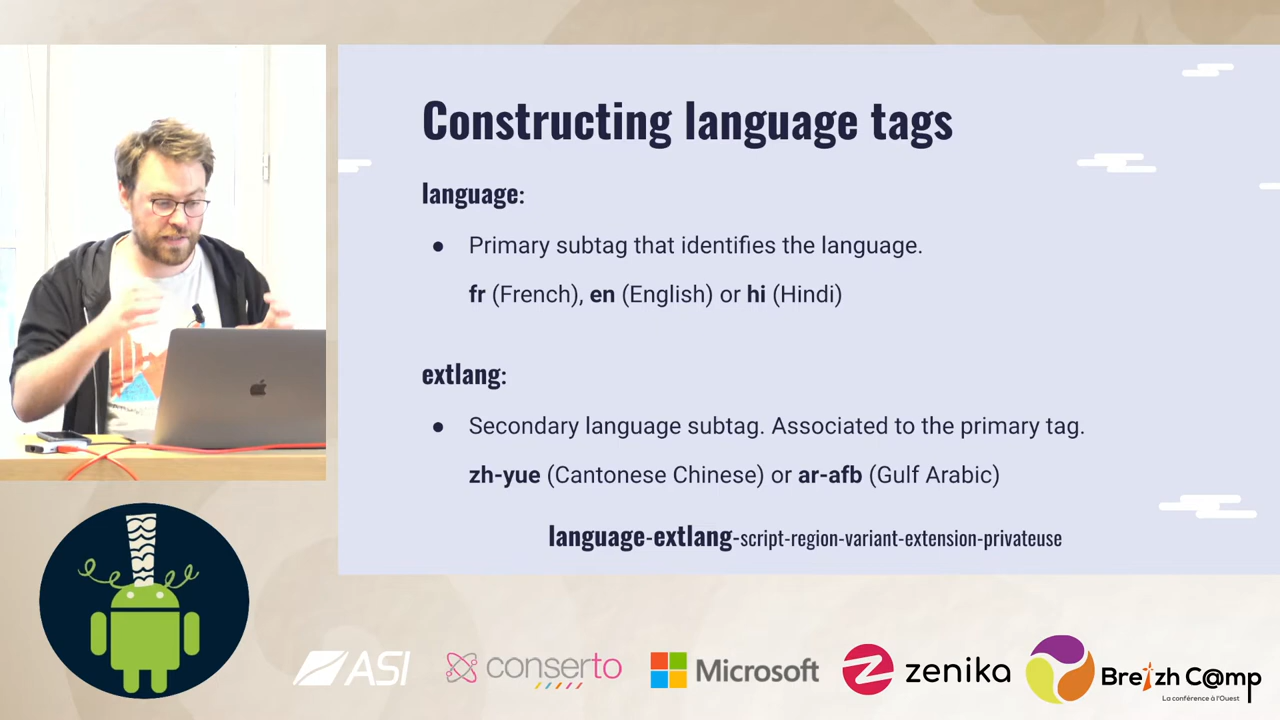 Constructing language tags
language:
● Primary subtag that identifies the language.
fr (French), en (English) or hi (Hindi)
extlang:
● Secondary language subtag. Associated to the primary tag.
zh-yue (Cantonese Chinese) or ar-afb (Gulf Arabic)
language-extlang-script-region-variant-extension-privateuse
ASI
conserto
Microsoft
zenika
Breizh C@mp
La conférence à l'Ouest